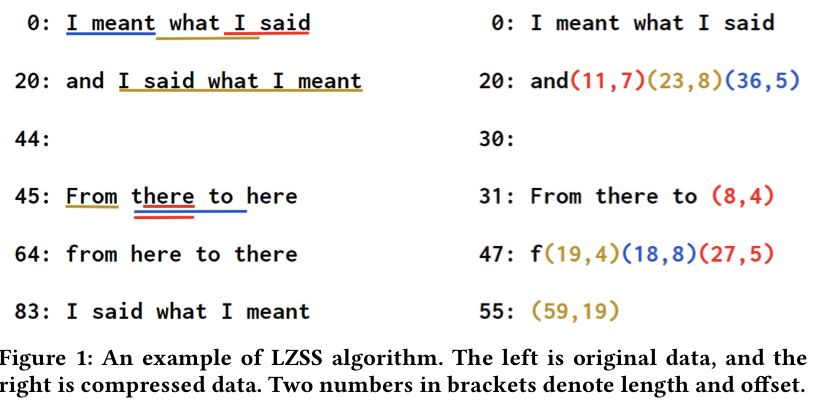 0: I meant what I said 0: I meant what I said
20: and I said what I meant 20: and(11,7)(23,8)(36,5)
44: 30:
45: From there to here 31: From there to (8,4)
64: from here to there 47: f(19,4)(18,8)(27,5)
83: I said what I meant 55: (59,19)
Figure 1: An example of LZSS algorithm. The left is original data, and the
right is compressed data. Two numbers in brackets denote length and offset.